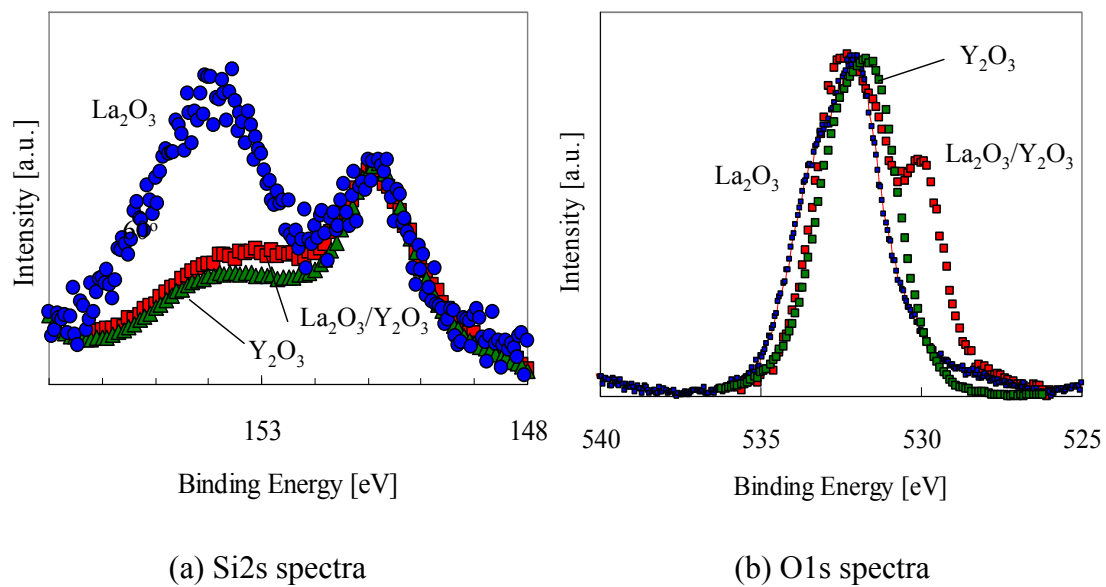 Intensity [a.u.]
La₂O₃
La₂O₃/Y₂O₃
Y₂O₃
153
148
Binding Energy [eV]
(a) Si2s spectra
Intensity [a.u.]
Y₂O₃
La₂O₃
La₂O₃/Y₂O₃
540
535
530
525
Binding Energy [eV]
(b) O1s spectra